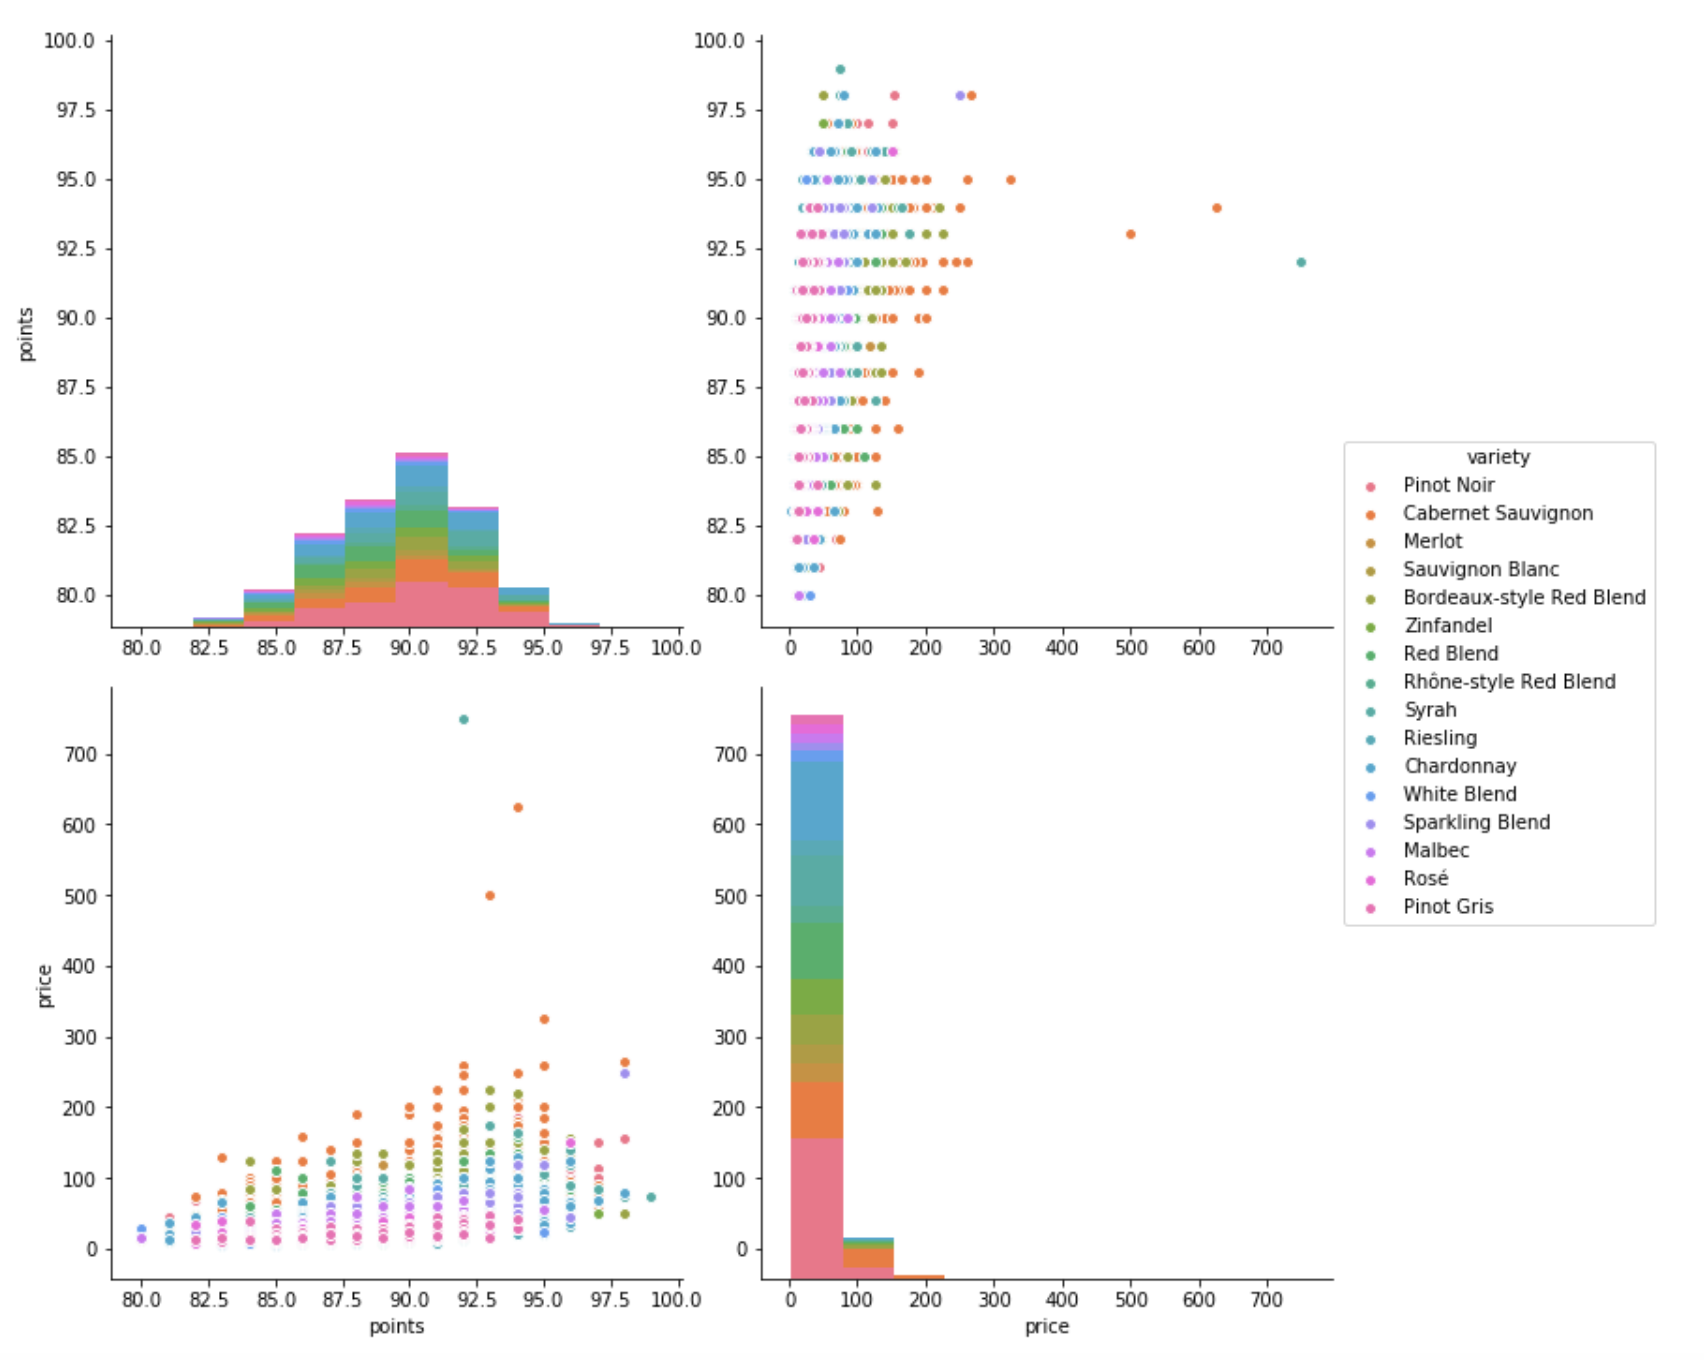 100.0
97.5
95.0
92.5
90.0
87.5
85.0
82.5
80.0
points
80.0 82.5 85.0 87.5 90.0 92.5 95.0 97.5 100.0
100.0
97.5
95.0
92.5
90.0
87.5
85.0
82.5
80.0
0 100 200 300 400 500 600 700
700
600
500
400
300
200
100
0
price
80.0 82.5 85.0 87.5 90.0 92.5 95.0 97.5 100.0
points
700
600
500
400
300
200
100
0
0 100 200 300 400 500 600 700
price
variety
Pinot Noir
Cabernet Sauvignon
Merlot
Sauvignon Blanc
Bordeaux-style Red Blend
Zinfandel
Red Blend
Rhône-style Red Blend
Syrah
Riesling
Chardonnay
White Blend
Sparkling Blend
Malbec
Rosé
Pinot Gris